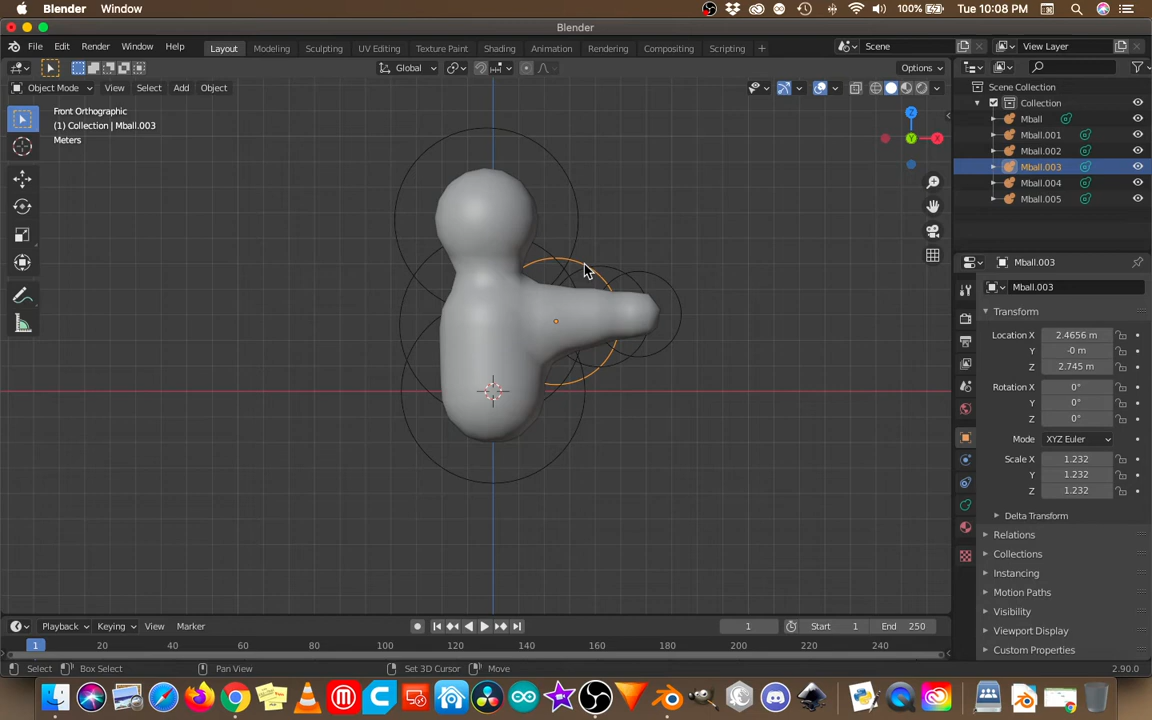 Blender Window 100% Tue 10:08 PM
Blender
File Edit Render Window Help Layout Modeling Sculpting UV Editing Texture Paint Shading Animation Rendering Compositing Scripting + Scene View Layer
Global Options
Object Mode View Select Add Object
Front Orthographic
(1) Collection | Mball.003
Meters
Z
Y
X
Scene Collection
Collection
Mball
Mball.001
Mball.002
Mball.003
Mball.004
Mball.005
Mball.003
Mball.003
Transform
Location X 2.4656 m
Y -0 m
Z 2.745 m
Rotation X 0°
Y 0°
Z 0°
Mode XYZ Euler
Scale X 1.232
Y 1.232
Z 1.232
Delta Transform
Relations
Collections
Instancing
Motion Paths
Visibility
Viewport Display
Custom Properties
Playback Keying View Marker 1 Start 1 End 250
1 20 40 60 80 100 120 140 160 180 200 220 240
Select Box Select Pan View Set 3D Cursor Move 2.90.0